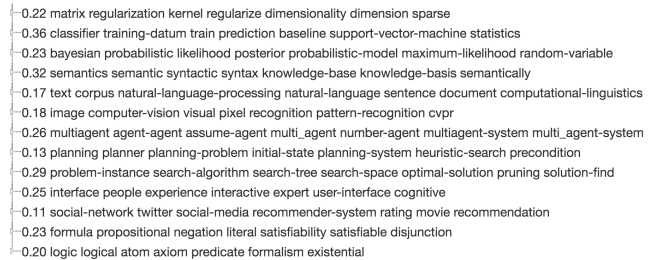 0.22 matrix regularization kernel regularize dimensionality dimension sparse
0.36 classifier training-datum train prediction baseline support-vector-machine statistics
0.23 bayesian probabilistic likelihood posterior probabilistic-model maximum-likelihood random-variable
0.32 semantics semantic syntactic syntax knowledge-base knowledge-basis semantically
0.17 text corpus natural-language-processing natural-language sentence document computational-linguistics
0.18 image computer-vision visual pixel recognition pattern-recognition cvpr
0.26 multiagent agent-agent assume-agent multi_agent number-agent multiagent-system multi_agent-system
0.13 planning planner planning-problem initial-state planning-system heuristic-search precondition
0.29 problem-instance search-algorithm search-tree search-space optimal-solution pruning solution-find
0.25 interface people experience interactive expert user-interface cognitive
0.11 social-network twitter social-media recommender-system rating movie recommendation
0.23 formula propositional negation literal satisfiability satisfiable disjunction
0.20 logic logical atom axiom predicate formalism existential